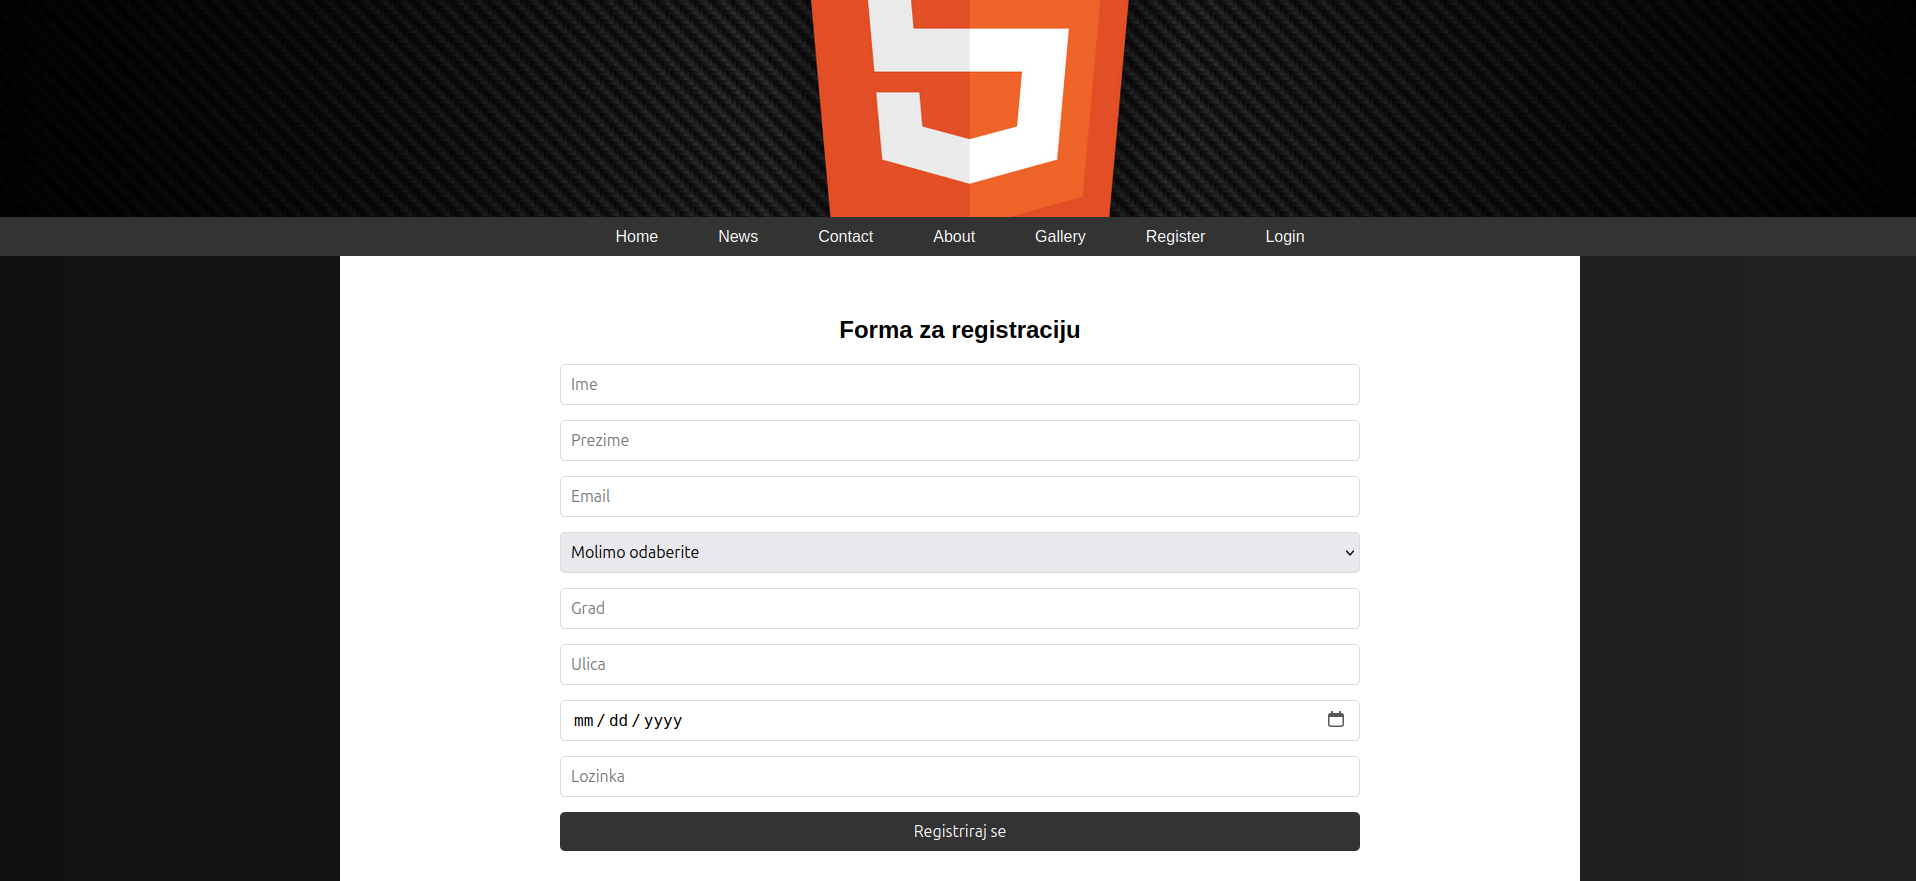 5
Home News Contact About Gallery Register Login
Forma za registraciju
Ime
Prezime
Email
Molimo odaberite
Grad
Ulica
mm/dd/yyyy
Lozinka
Registriraj se